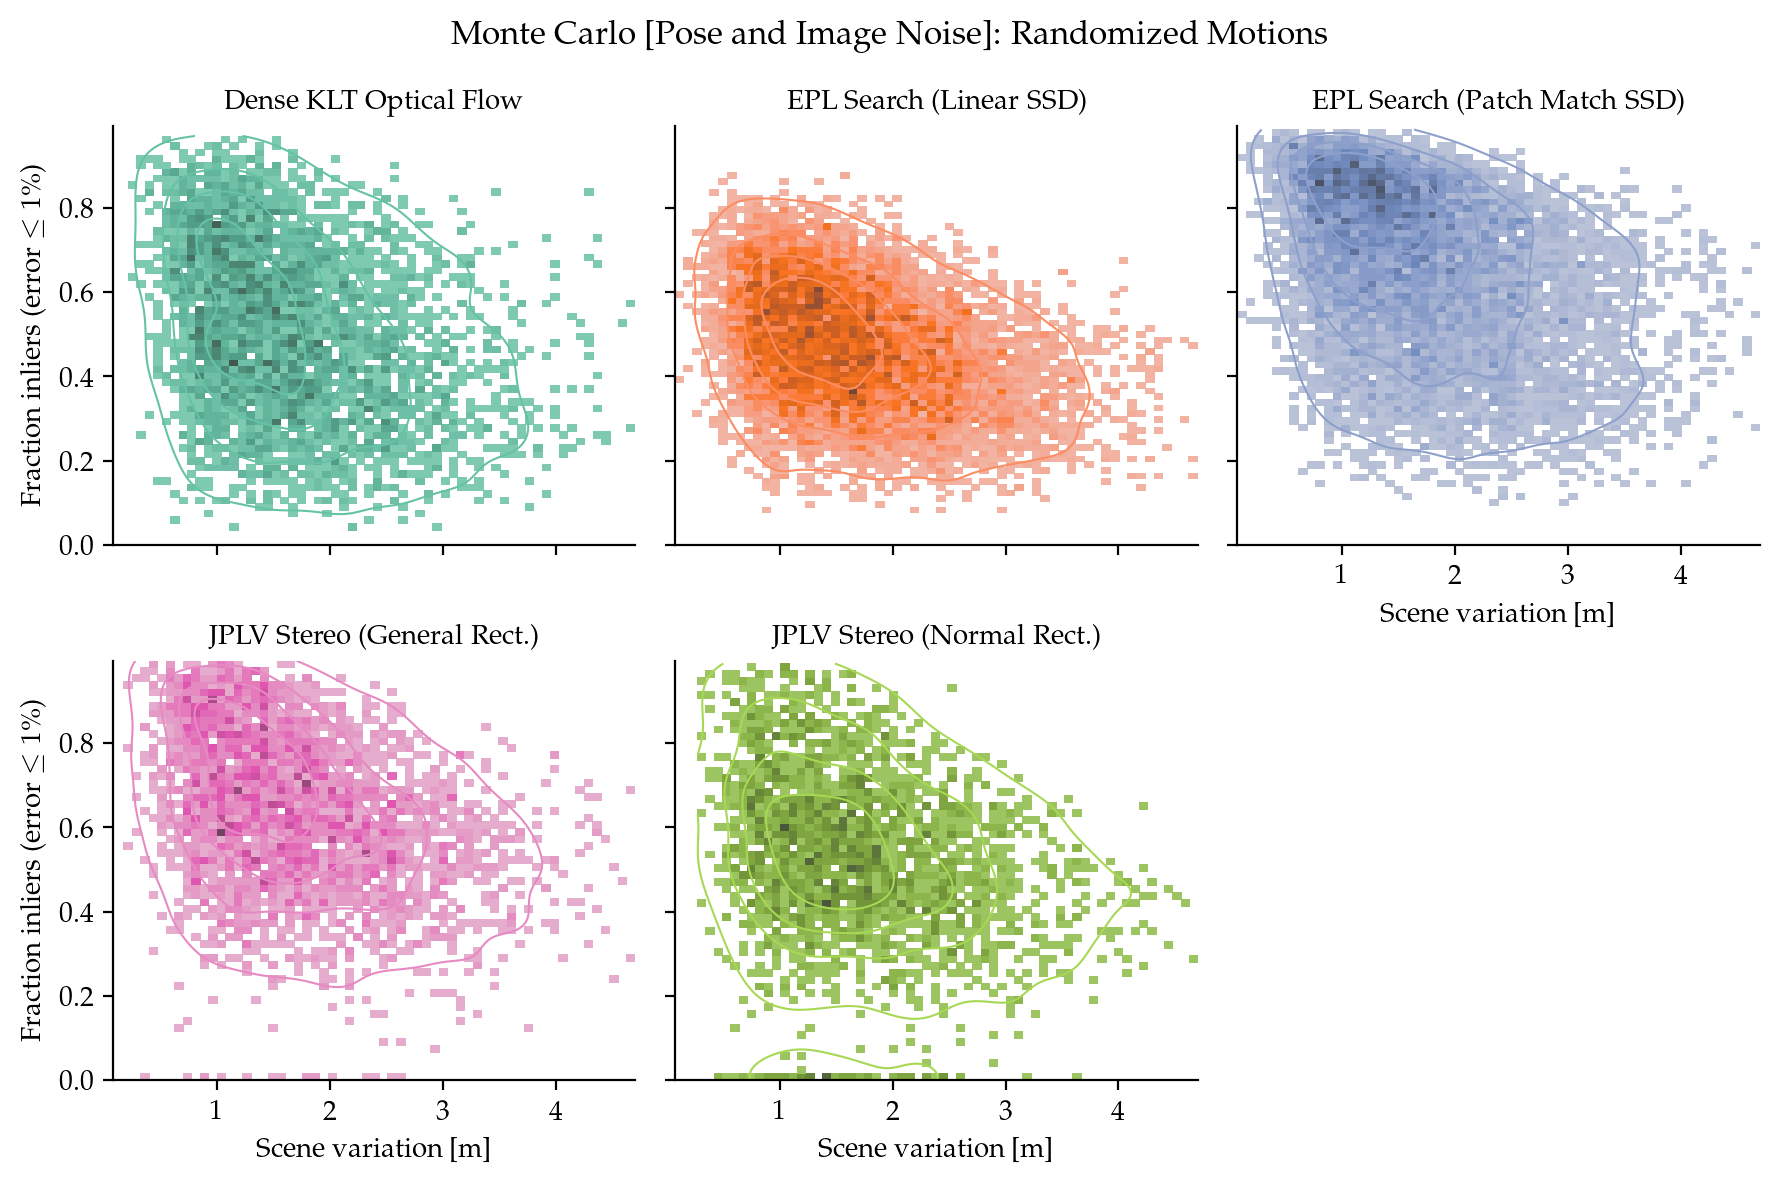 Monte Carlo [Pose and Image Noise]: Randomized Motions
Dense KLT Optical Flow
EPL Search (Linear SSD)
EPL Search (Patch Match SSD)
Fraction inliers (error ≤ 1%)
0.8
0.6
0.4
0.2
0.0
1 2 3 4
Scene variation [m]
JPLV Stereo (General Rect.)
JPLV Stereo (Normal Rect.)
Fraction inliers (error ≤ 1%)
0.8
0.6
0.4
0.2
0.0
1 2 3 4
1 2 3 4
Scene variation [m]
Scene variation [m]